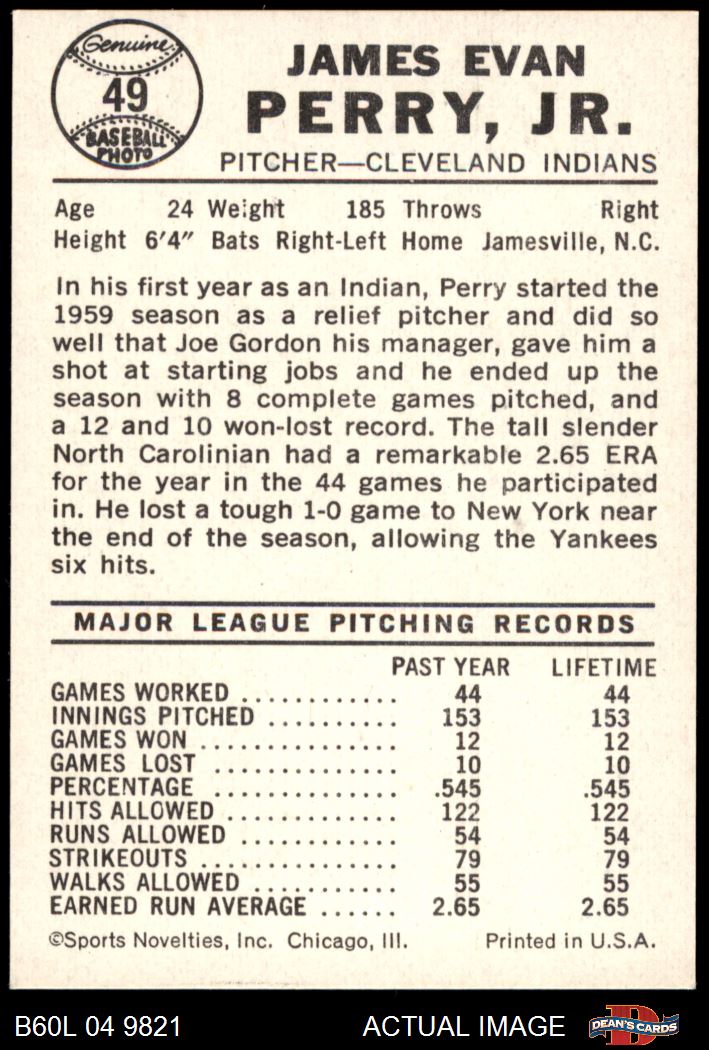 Genuine
49
BASEBALL
PHOTO
JAMES EVAN
PERRY, JR.
PITCHER—CLEVELAND INDIANS
Age 24 Weight 185 Throws Right
Height 6'4" Bats Right-Left Home Jamesville, N.C.
In his first year as an Indian, Perry started the
1959 season as a relief pitcher and did so
well that Joe Gordon his manager, gave him a
shot at starting jobs and he ended up the
season with 8 complete games pitched, and
a 12 and 10 won-lost record. The tall slender
North Carolinian had a remarkable 2.65 ERA
for the year in the 44 games he participated
in. He lost a tough 1-0 game to New York near
the end of the season, allowing the Yankees
six hits.
MAJOR LEAGUE PITCHING RECORDS
PAST YEAR LIFETIME
GAMES WORKED ............. 44 44
INNINGS PITCHED .......... 153 153
GAMES WON ................ 12 12
GAMES LOST ............... 10 10
PERCENTAGE ............... .545 .545
HITS ALLOWED ............. 122 122
RUNS ALLOWED ............. 54 54
STRIKEOUTS ................ 79 79
WALKS ALLOWED ............ 55 55
EARNED RUN AVERAGE ...... 2.65 2.65
©Sports Novelties, Inc. Chicago, Ill. Printed in U.S.A.
B60L 04 9821 ACTUAL IMAGE D DEAN'S CARDS